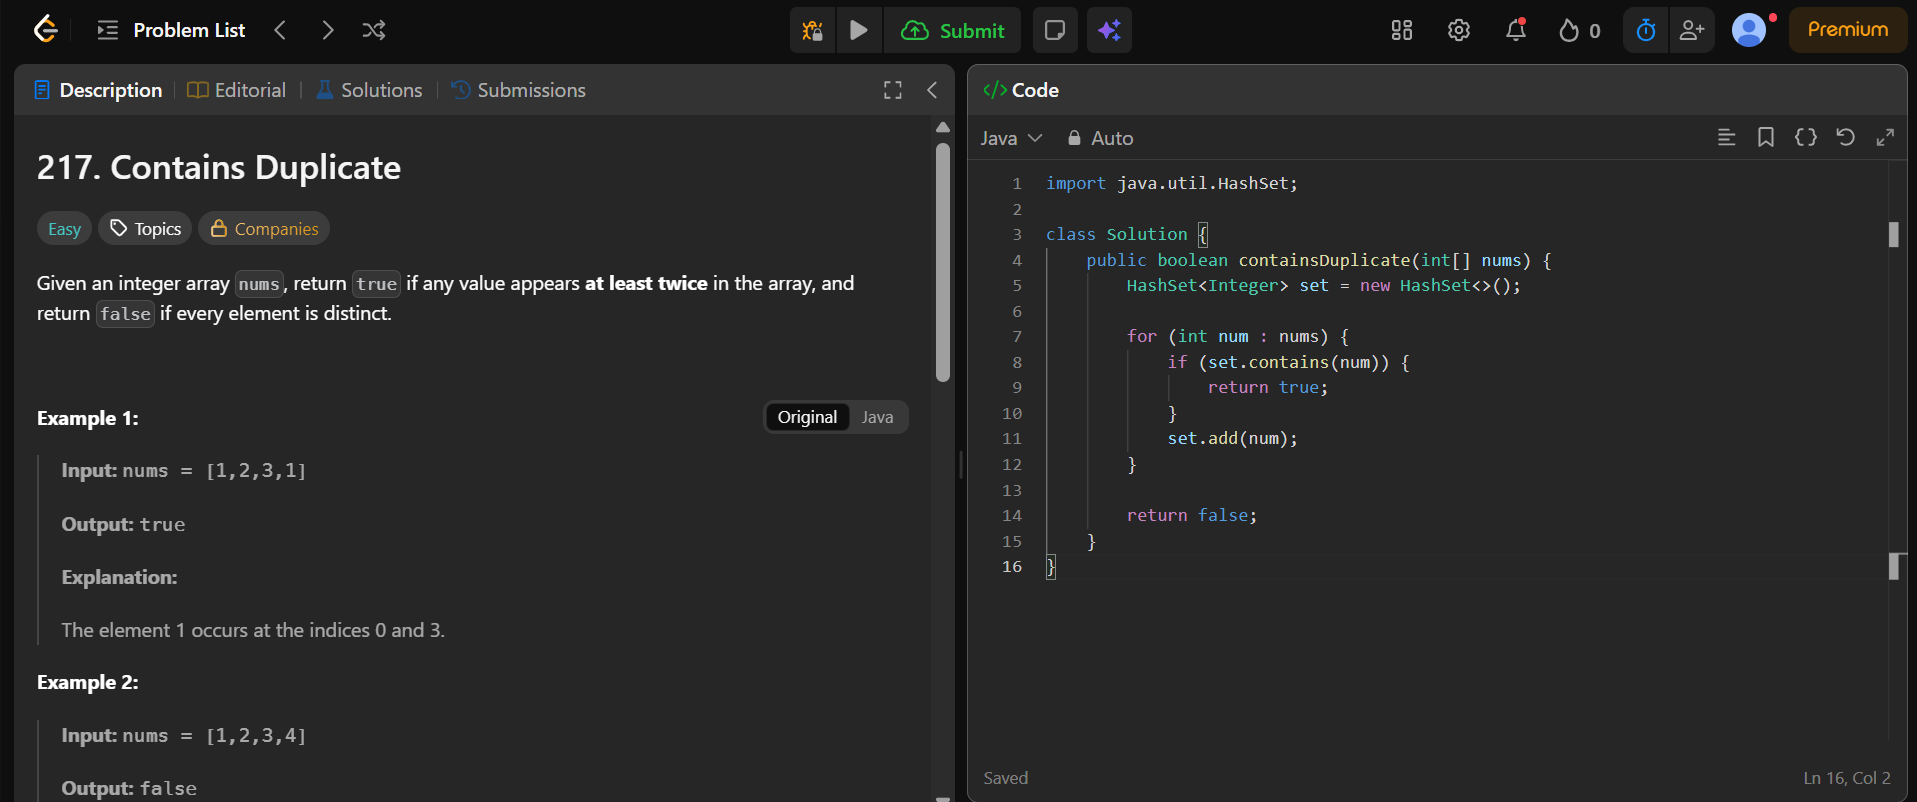 Problem List
Submit
0
Premium
Description
Editorial
Solutions
Submissions
217. Contains Duplicate
Easy
Topics
Companies
Given an integer array nums, return true if any value appears at least twice in the array, and
return false if every element is distinct.
Example 1:
Original
Java
Input: nums = [1,2,3,1]
Output: true
Explanation:
The element 1 occurs at the indices 0 and 3.
Example 2:
Input: nums = [1,2,3,4]
Output: false
</> Code
Java
Auto
1 import java.util.HashSet;
2
3 class Solution {
4     public boolean containsDuplicate(int[] nums) {
5         HashSet<Integer> set = new HashSet<>();
6
7         for (int num : nums) {
8             if (set.contains(num)) {
9                 return true;
10             }
11             set.add(num);
12         }
13
14         return false;
15     }
16 }
Saved
Ln 16, Col 2